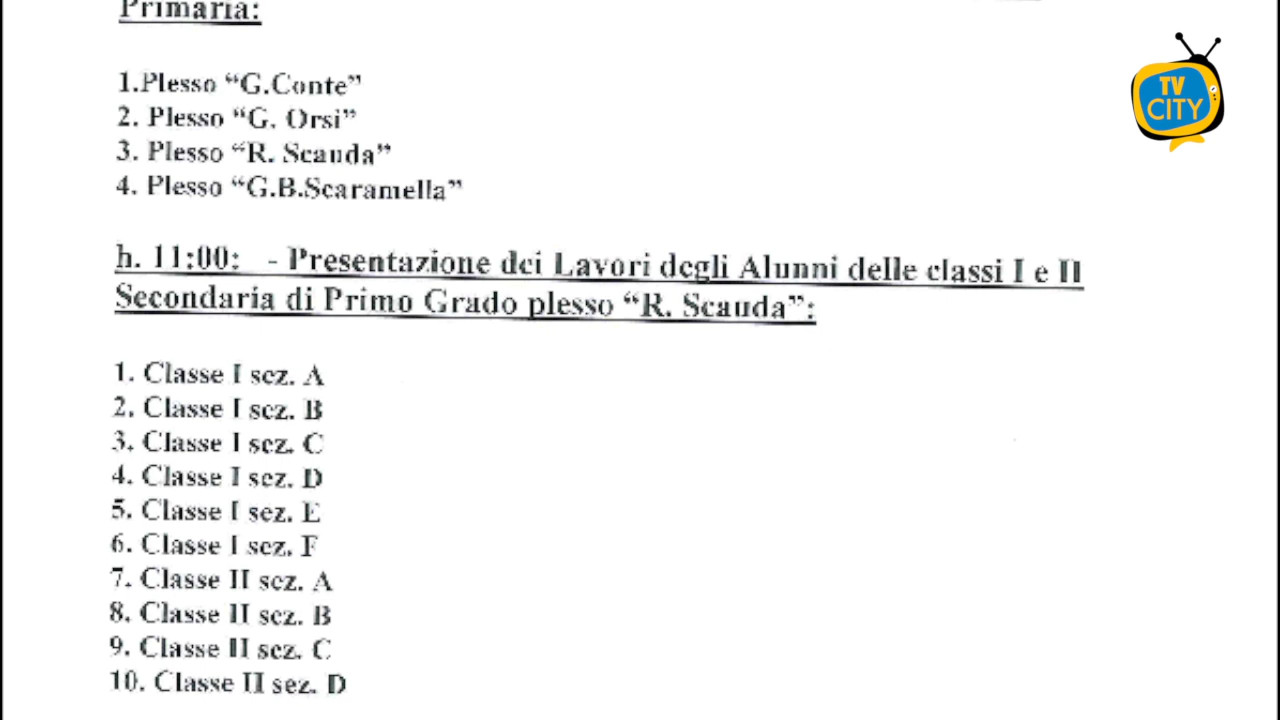 Primaria:
1.Plesso “G.Conte”
2. Plesso “G. Orsi”
3. Plesso “R. Scauda”
4. Plesso “G.B.Scaramella”
h. 11:00: - Presentazione dei Lavori degli Alunni delle classi I e II
Secondaria di Primo Grado plesso “R. Scauda”:
1. Classe I sez. A
2. Classe I sez. B
3. Classe I sez. C
4. Classe I sez. D
5. Classe I sez. E
6. Classe I sez. F
7. Classe II sez. A
8. Classe II sez. B
9. Classe II sez. C
10. Classe II sez. D
TV
CITY